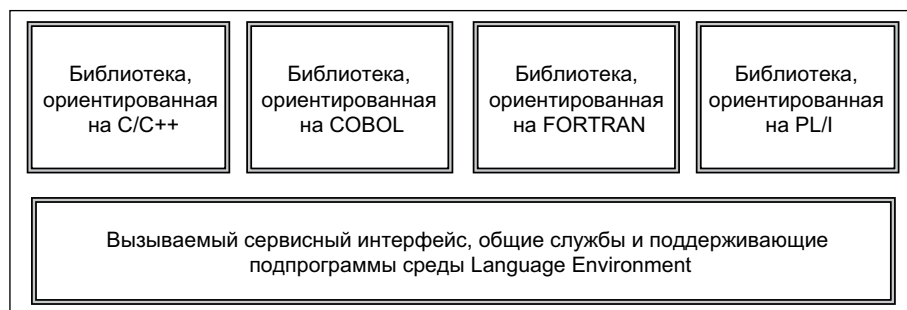 Библиотека,
ориентированная
на C/C++
Библиотека,
ориентированная
на COBOL
Библиотека,
ориентированная
на FORTRAN
Библиотека,
ориентированная
на PL/I
Вызываемый сервисный интерфейс, общие службы и поддерживающие
подпрограммы среды Language Environment